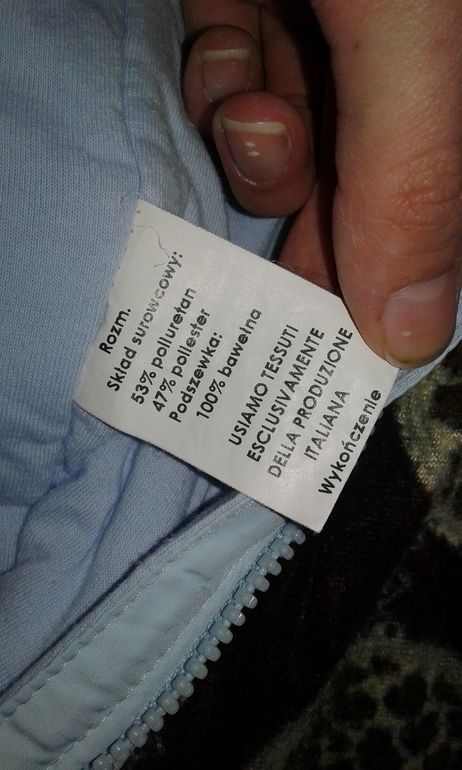 Rozm.
Skład surowcowy:
53% poliuretan
47% poliester
Podszewka:
100% bawełna
USIAMO TESSUTI
ESCLUSIVAMENTE
DELLA PRODUZIONE
ITALIANA
Wykończenie